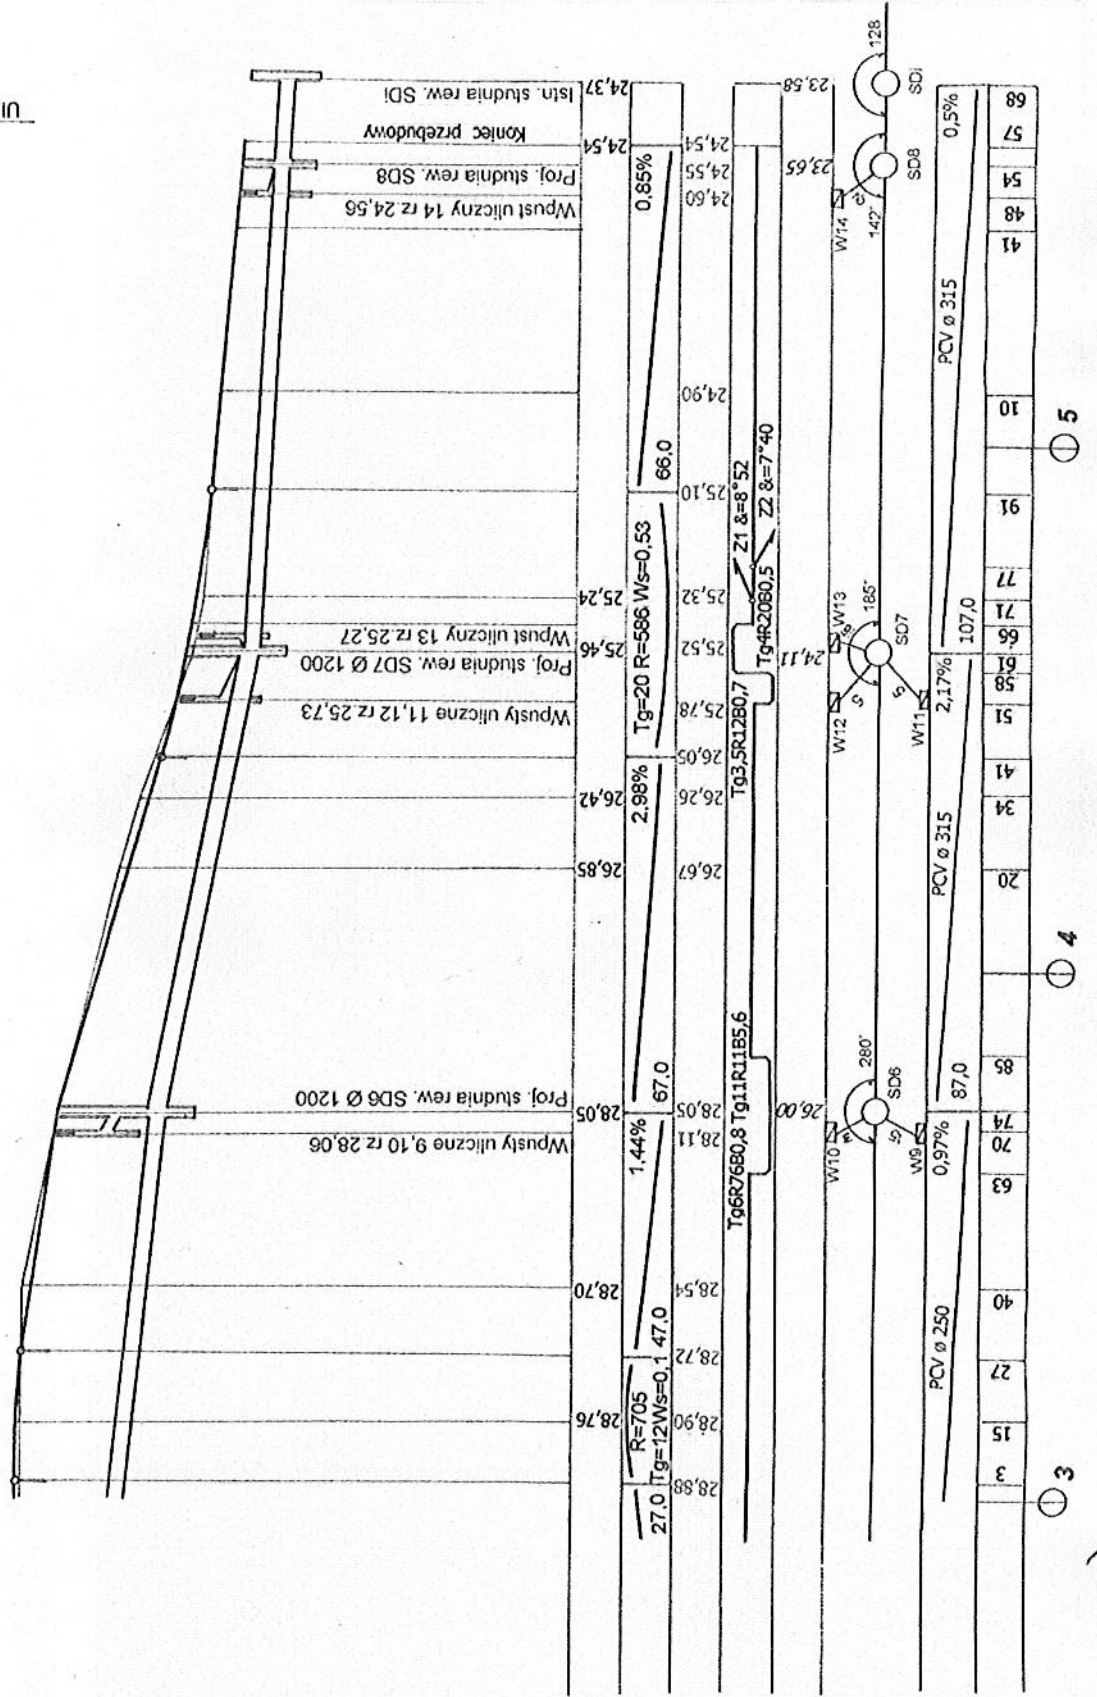 Ul
Istn. studnia rew. SDi
Koniec przebudowy
Proj. studnia rew. SD8
Wpust uliczny 14 rz.24,56
Wpust uliczny 13 rz.25,27
Proj. studnia rew. SD7 Ø 1200
Wpusty uliczne 11,12 rz.25,73
Proj. studnia rew. SD6 Ø 1200
Wpusty uliczne 9,10 rz 28,06
24,37
24,54
25,24
25,46
26,42
26,85
28,05
28,70
28,76
0,85%
66,0
Tg=20 R=586 Ws=0,53
2,98%
67,0
1,44%
47,0
R=705
Tg=12Ws=0,1
27,0
24,54
24,55
24,60
24,90
25,10
25,32
25,52
25,78
26,05
26,26
26,67
28,05
28,11
28,54
28,72
28,90
28,88
Z1 &=8°52
Z2 &=7°40
Tg4R20B0,5
Tg3,5R12B0,7
Tg11R11B5,6
Tg6R76B0,8
23,58
23,65
24,11
26,00
128
SDi
SD8
142°
W14
12
W13
185°
SD7
W12
5
5
W11
280°
SD6
W10
W9
0,5%
PCV ø 315
107,0
2,17%
PCV ø 315
87,0
0,97%
PCV ø 250
68
57
54
48
41
10
91
77
71
66
61
58
51
41
34
20
85
74
70
63
40
27
15
3
5
4
3